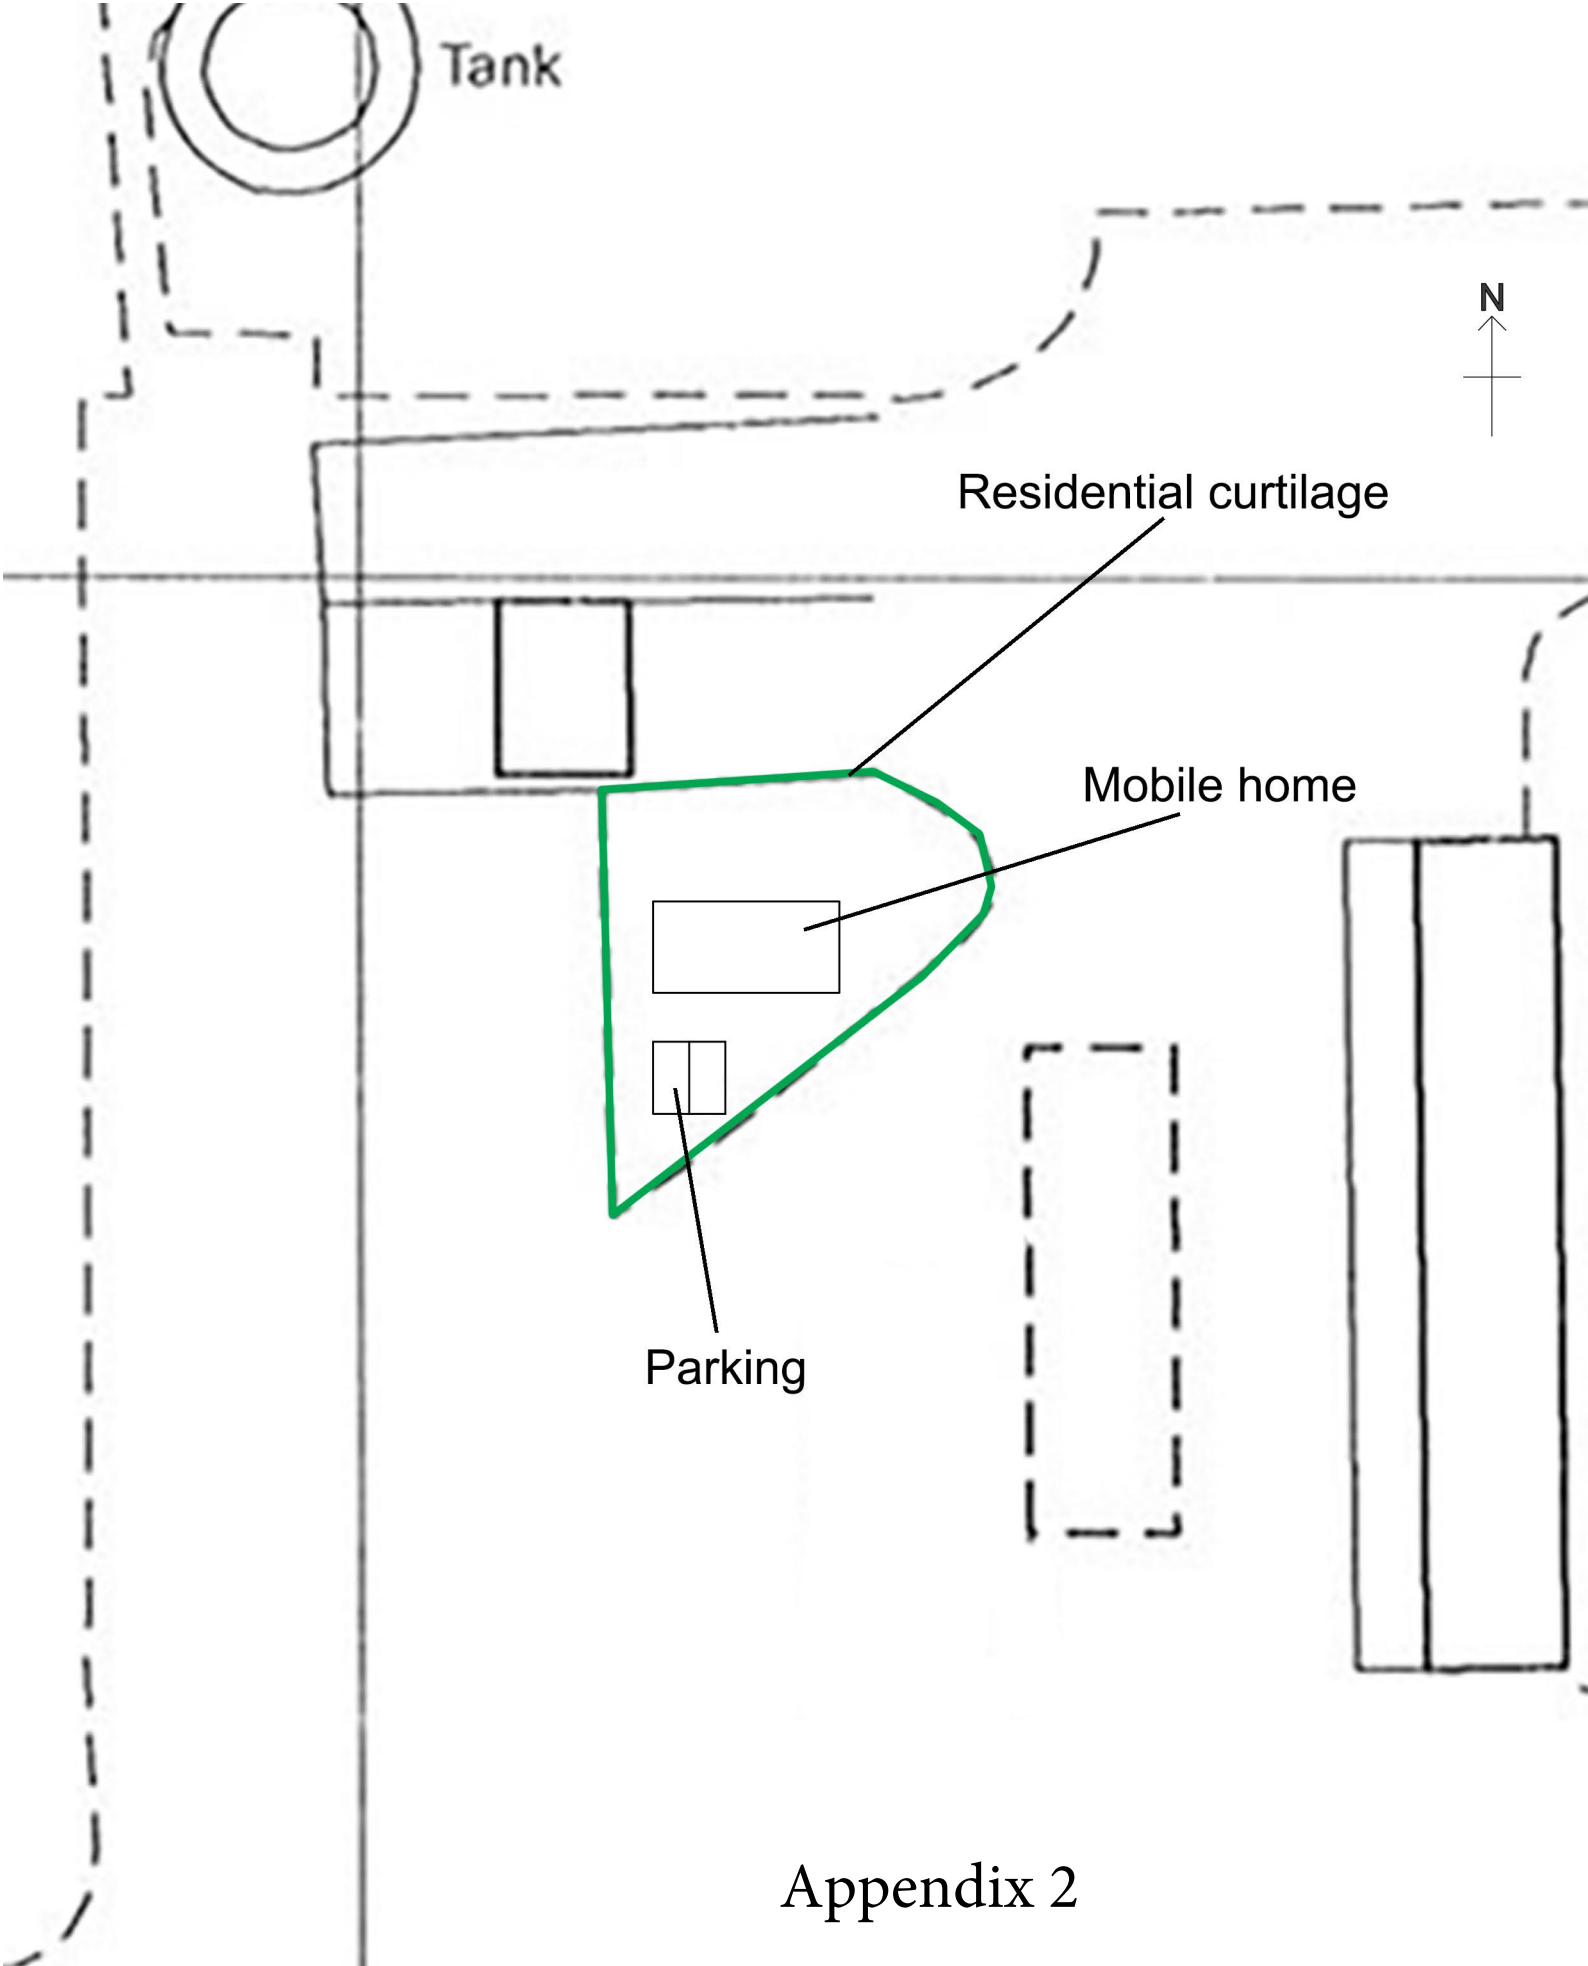 Tank
N
Residential curtilage
Mobile home
Parking
Appendix 2